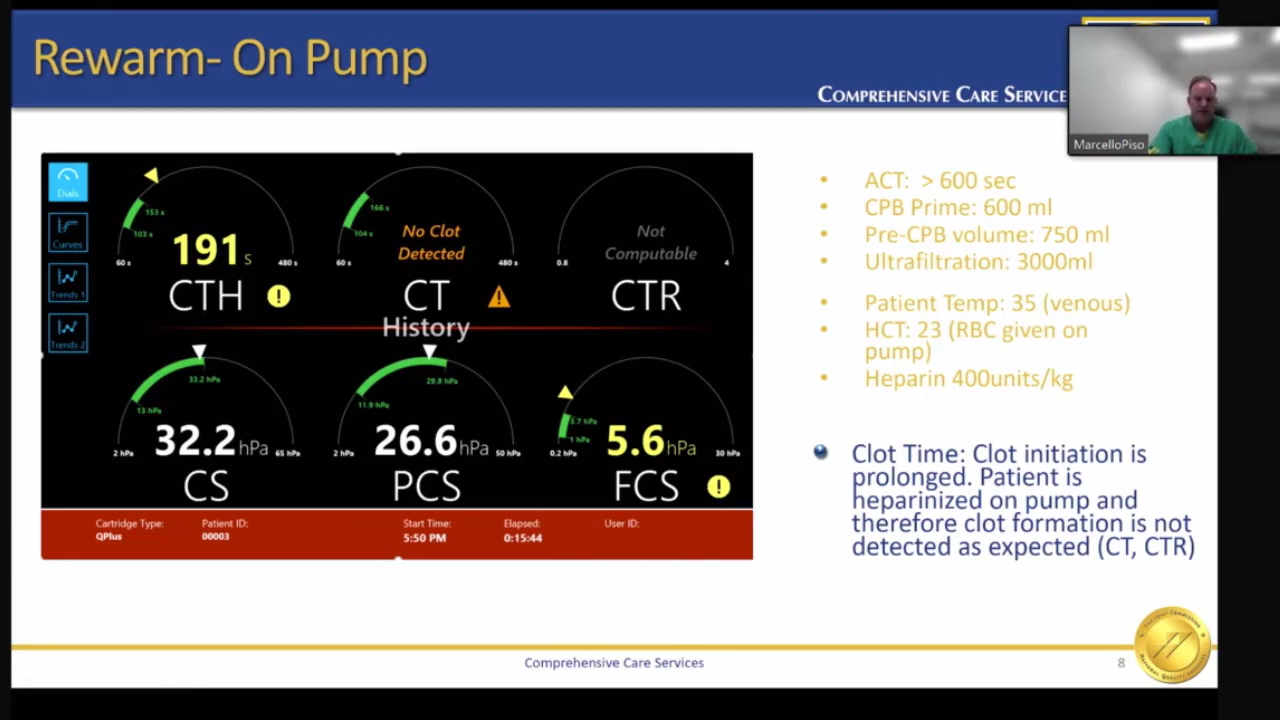 Rewarm- On Pump
COMPREHENSIVE CARE SERVICE
MarcelloPiso
Dials
Curves
Trends 1
Trends 2
153 s
103 s
191 s
60 s
480 s
CTH
!
166 s
104 s
No Clot
Detected
60 s
480 s
CT
!
Not
Computable
0.8
4
CTR
History
33.2 hPa
13 hPa
32.2 hPa
2 hPa
65 hPa
CS
28.8 hPa
11.9 hPa
26.6 hPa
2 hPa
50 hPa
PCS
3.7 hPa
1 hPa
5.6 hPa
0.2 hPa
30 hPa
FCS
!
Cartridge Type:
QPlus
Patient ID:
00003
Start Time:
5:50 PM
Elapsed:
0:15:44
User ID:
• ACT: > 600 sec
• CPB Prime: 600 ml
• Pre-CPB volume: 750 ml
• Ultrafiltration: 3000ml
• Patient Temp: 35 (venous)
• HCT: 23 (RBC given on
pump)
• Heparin 400units/kg
Clot Time: Clot initiation is
prolonged. Patient is
heparinized on pump and
therefore clot formation is not
detected as expected (CT, CTR)
Comprehensive Care Services
8